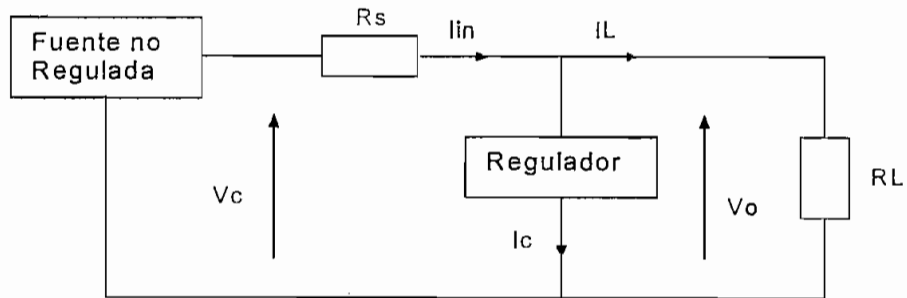 Fuente no
Regulada
Rs
Iin
IL
Regulador
RL
Vc
Vo
Ic